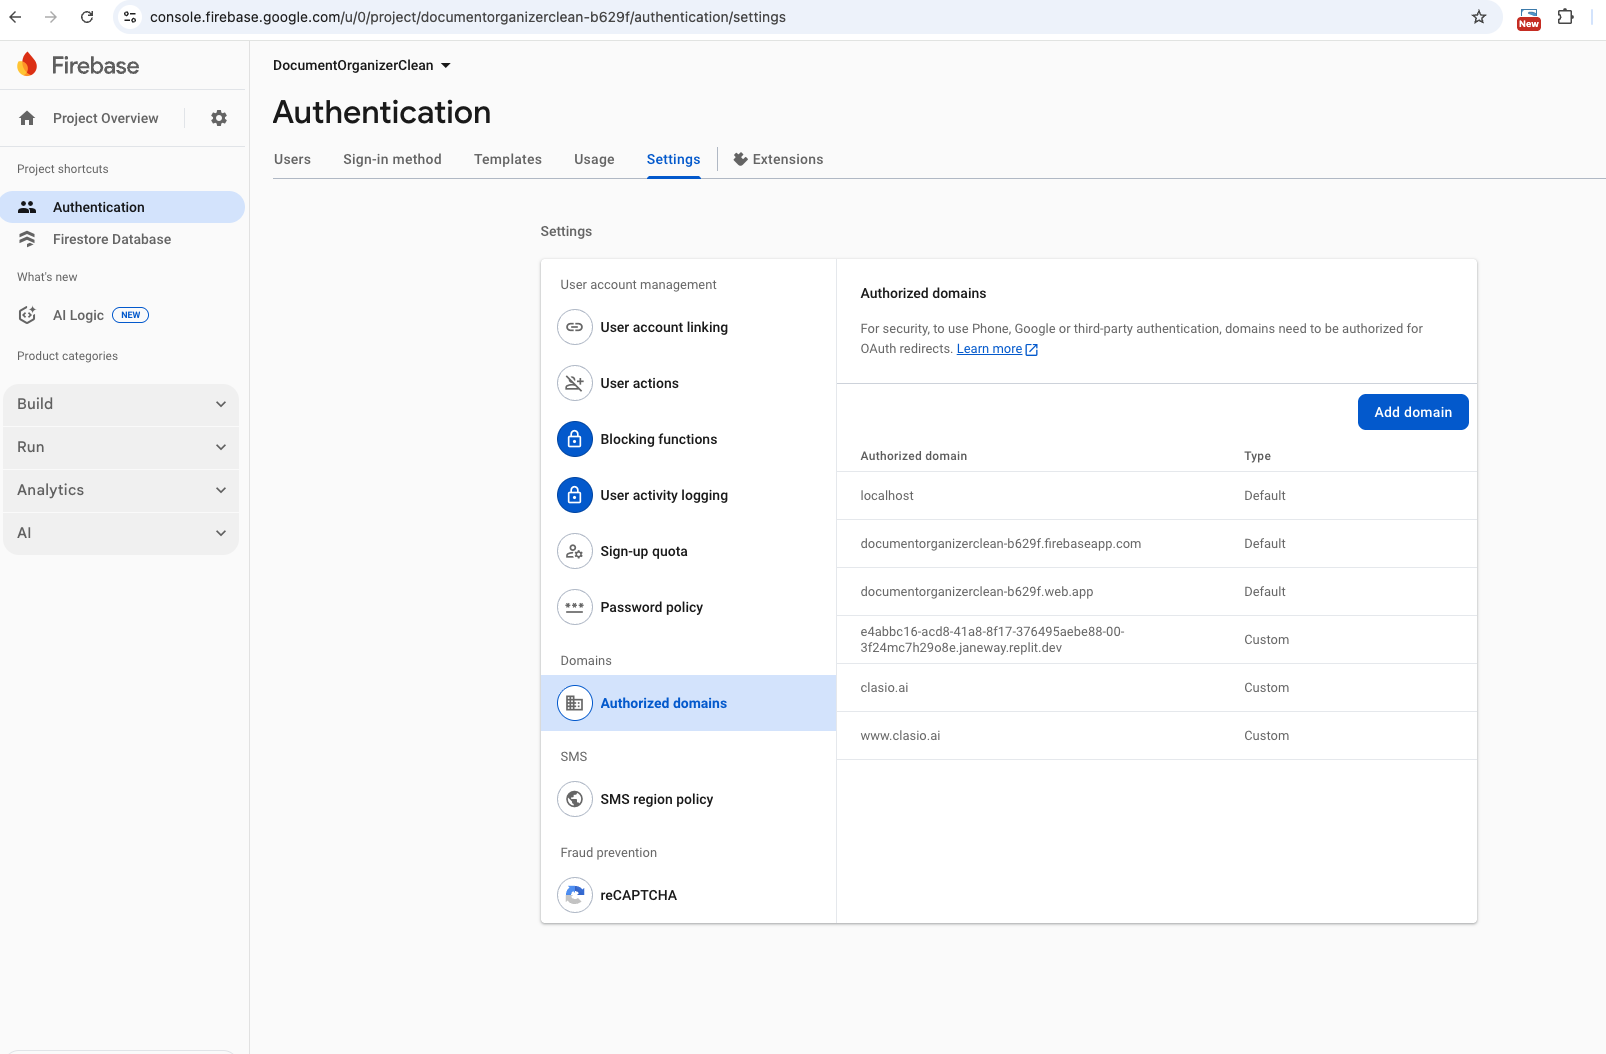 console.firebase.google.com/u/0/project/documentorganizerclean-b629f/authentication/settings
New
Firebase
Project Overview
Project shortcuts
Authentication
Firestore Database
What's new
AI Logic NEW
Product categories
Build
Run
Analytics
AI
DocumentOrganizerClean
Authentication
Users Sign-in method Templates Usage Settings Extensions
Settings
User account management
User account linking
User actions
Blocking functions
User activity logging
Sign-up quota
Password policy
Domains
Authorized domains
SMS
SMS region policy
Fraud prevention
reCAPTCHA
Authorized domains
For security, to use Phone, Google or third-party authentication, domains need to be authorized for
OAuth redirects. Learn more
Add domain
Authorized domain Type
localhost Default
documentorganizerclean-b629f.firebaseapp.com Default
documentorganizerclean-b629f.web.app Default
e4abbc16-acd8-41a8-8f17-376495aebe88-00-
3f24mc7h29o8e.janeway.replit.dev Custom
clasio.ai Custom
www.clasio.ai Custom